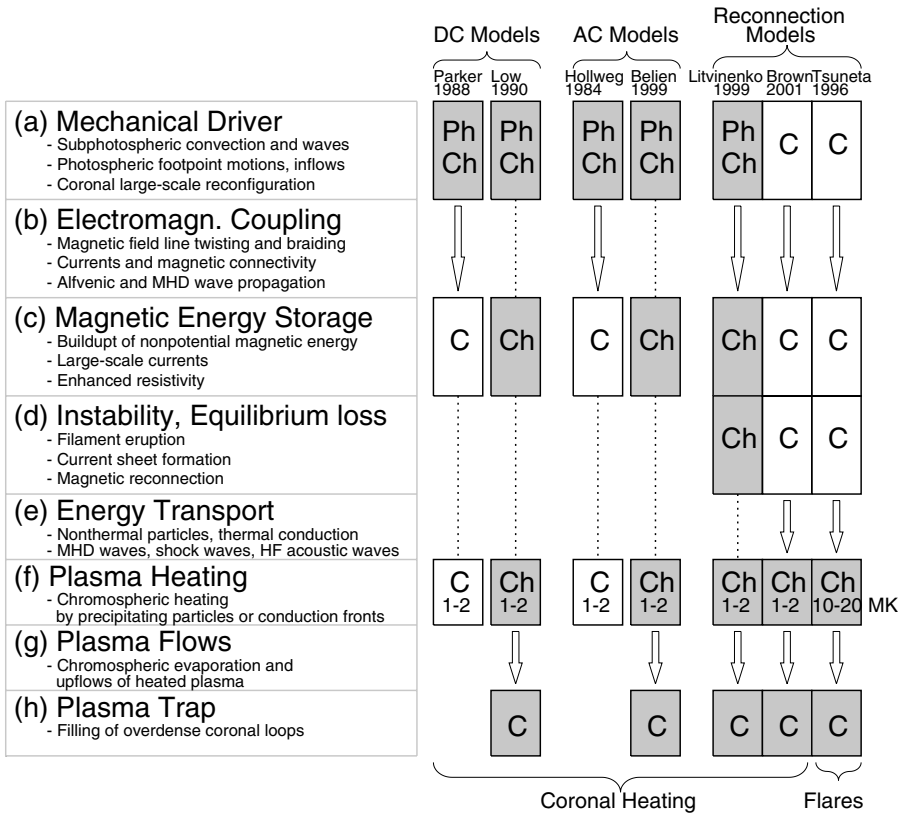 Reconnection
DC Models AC Models Models
Parker Low Hollweg Belien Litvinenko Brown Tsuneta
1988 1990 1984 1999 1999 2001 1996
(a) Mechanical Driver
- Subphotospheric convection and waves
- Photospheric footpoint motions, inflows
- Coronal large-scale reconfiguration
Ph Ph Ph Ph Ph C C
Ch Ch Ch Ch Ch
(b) Electromagn. Coupling
- Magnetic field line twisting and braiding
- Currents and magnetic connectivity
- Alfvenic and MHD wave propagation
(c) Magnetic Energy Storage
- Buildupt of nonpotential magnetic energy
- Large-scale currents
- Enhanced resistivity
C Ch C Ch Ch C C
(d) Instability, Equilibrium loss
- Filament eruption
- Current sheet formation
- Magnetic reconnection
Ch C C
(e) Energy Transport
- Nonthermal particles, thermal conduction
- MHD waves, shock waves, HF acoustic waves
(f) Plasma Heating
- Chromospheric heating
by precipitating particles or conduction fronts
C Ch C Ch Ch Ch Ch
1-2 1-2 1-2 1-2 1-2 1-2 10-20 MK
(g) Plasma Flows
- Chromospheric evaporation and
upflows of heated plasma
(h) Plasma Trap
- Filling of overdense coronal loops
C C C C C
Coronal Heating Flares